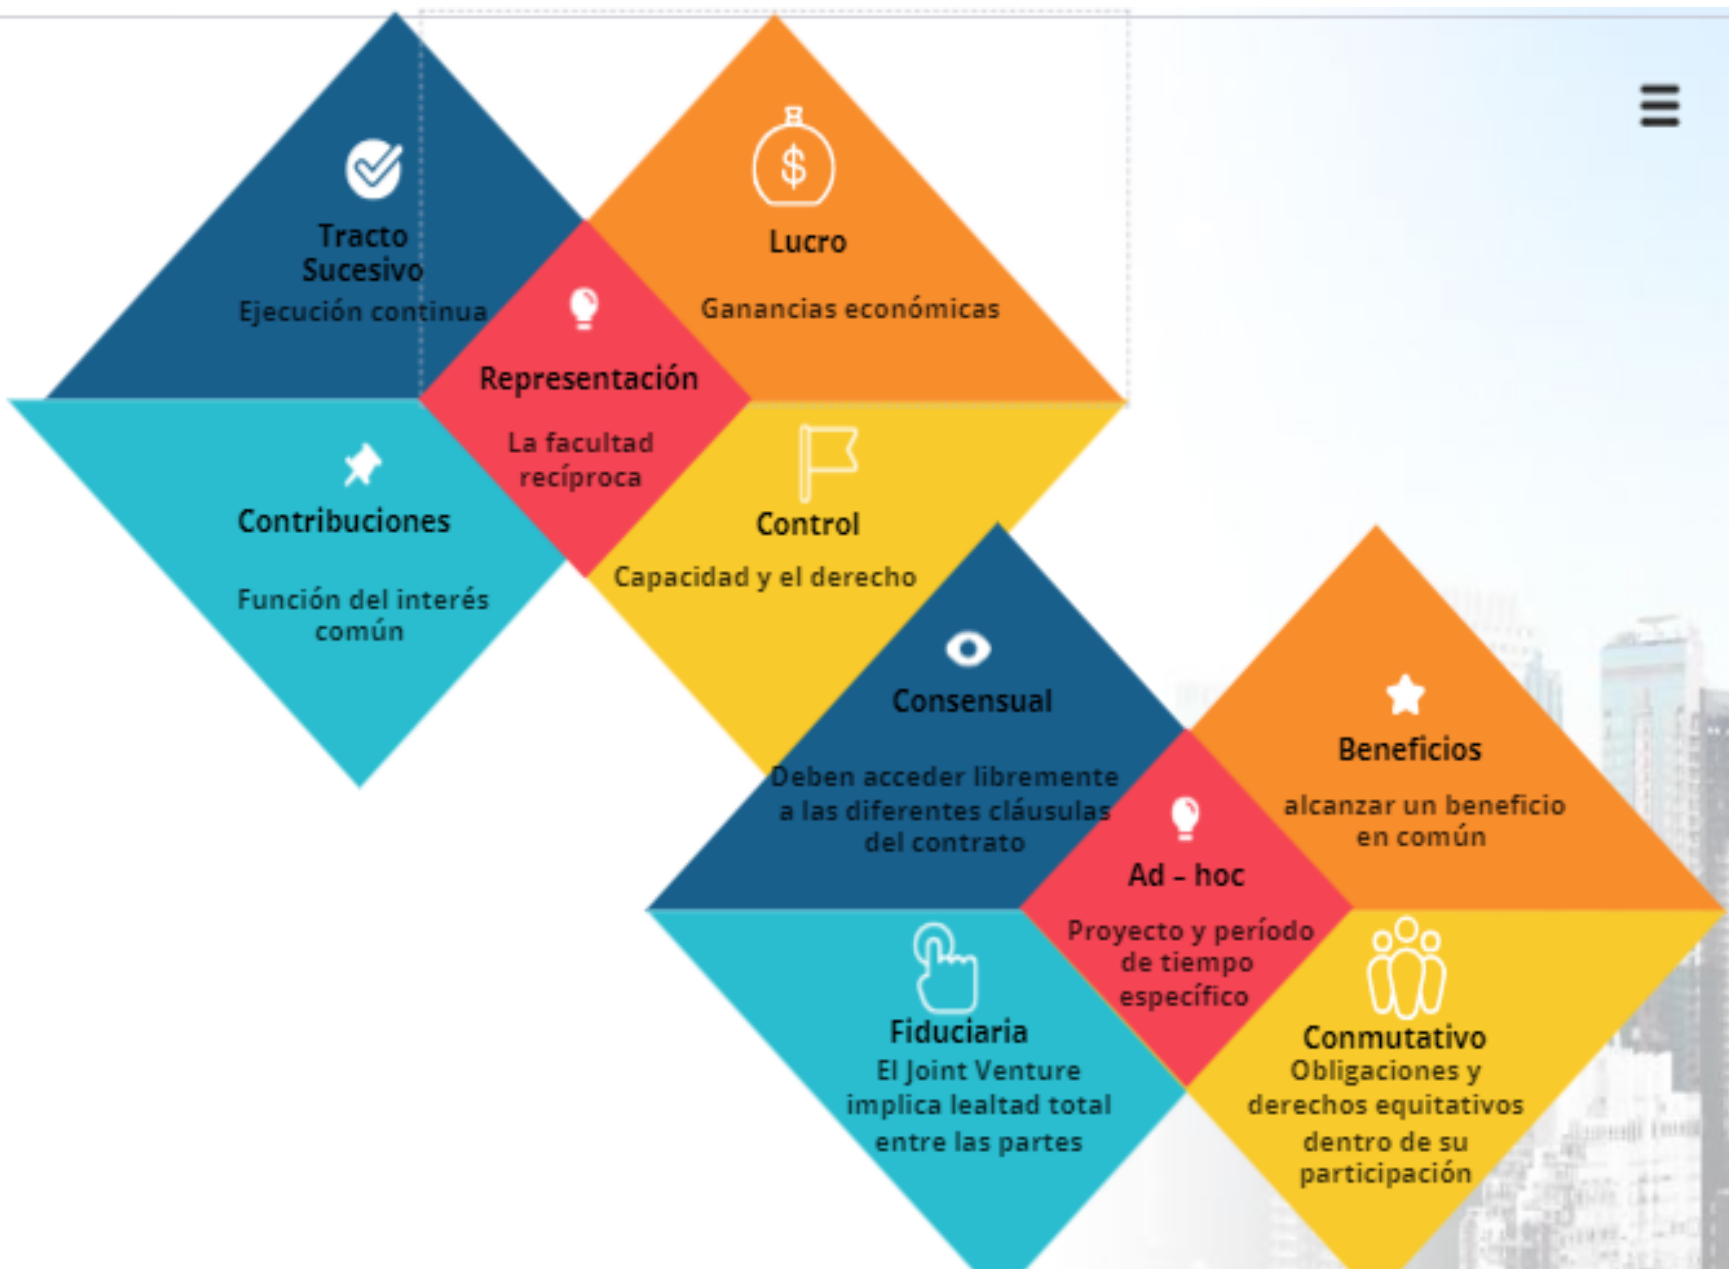 Tracto
Sucesivo
Ejecución continua
$
Lucro
Ganancias económicas
Representación
La facultad
recíproca
Contribuciones
Función del interés
común
Control
Capacidad y el derecho
Consensual
Deben acceder libremente
a las diferentes cláusulas
del contrato
Beneficios
alcanzar un beneficio
en común
Ad – hoc
Proyecto y período
de tiempo
específico
Fiduciaria
El Joint Venture
implica lealtad total
entre las partes
Conmutativo
Obligaciones y
derechos equitativos
dentro de su
participación